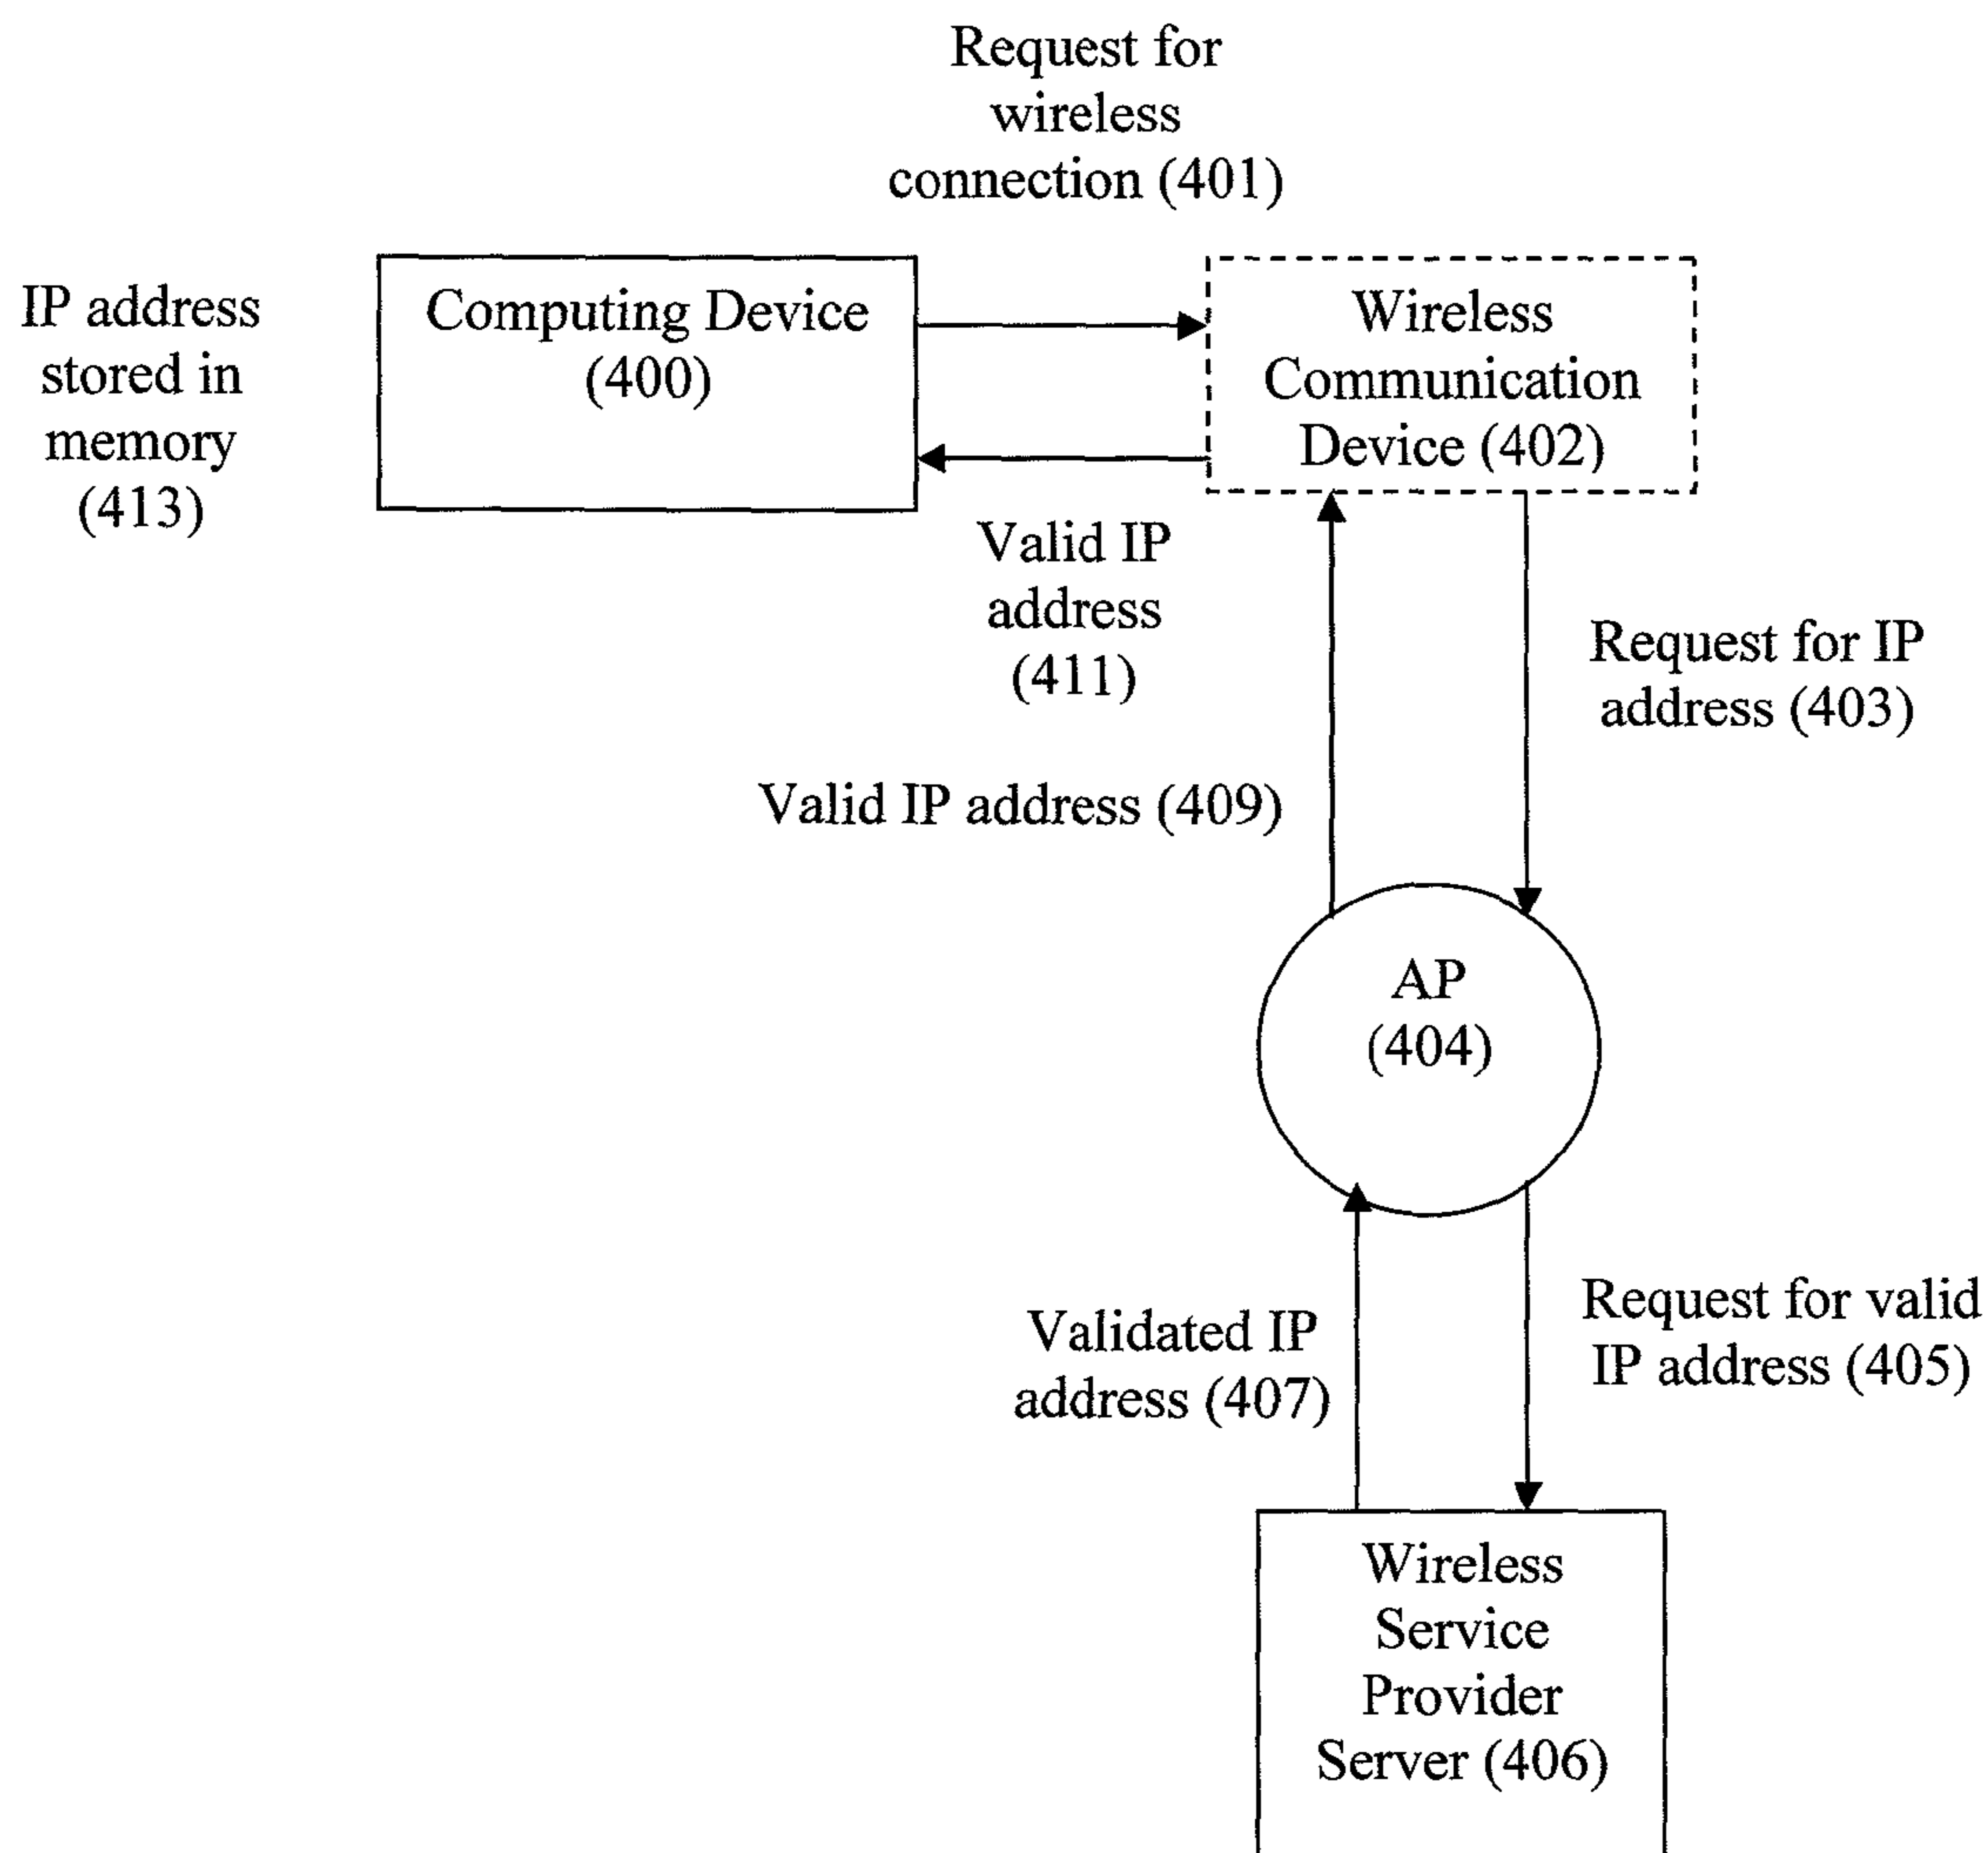 Request for
wireless
connection (401)
IP address
stored in
memory
(413)
Computing Device
(400)
Wireless
Communication
Device (402)
Valid IP
address
(411)
Request for IP
address (403)
Valid IP address (409)
AP
(404)
Validated IP
address (407)
Request for valid
IP address (405)
Wireless
Service
Provider
Server (406)